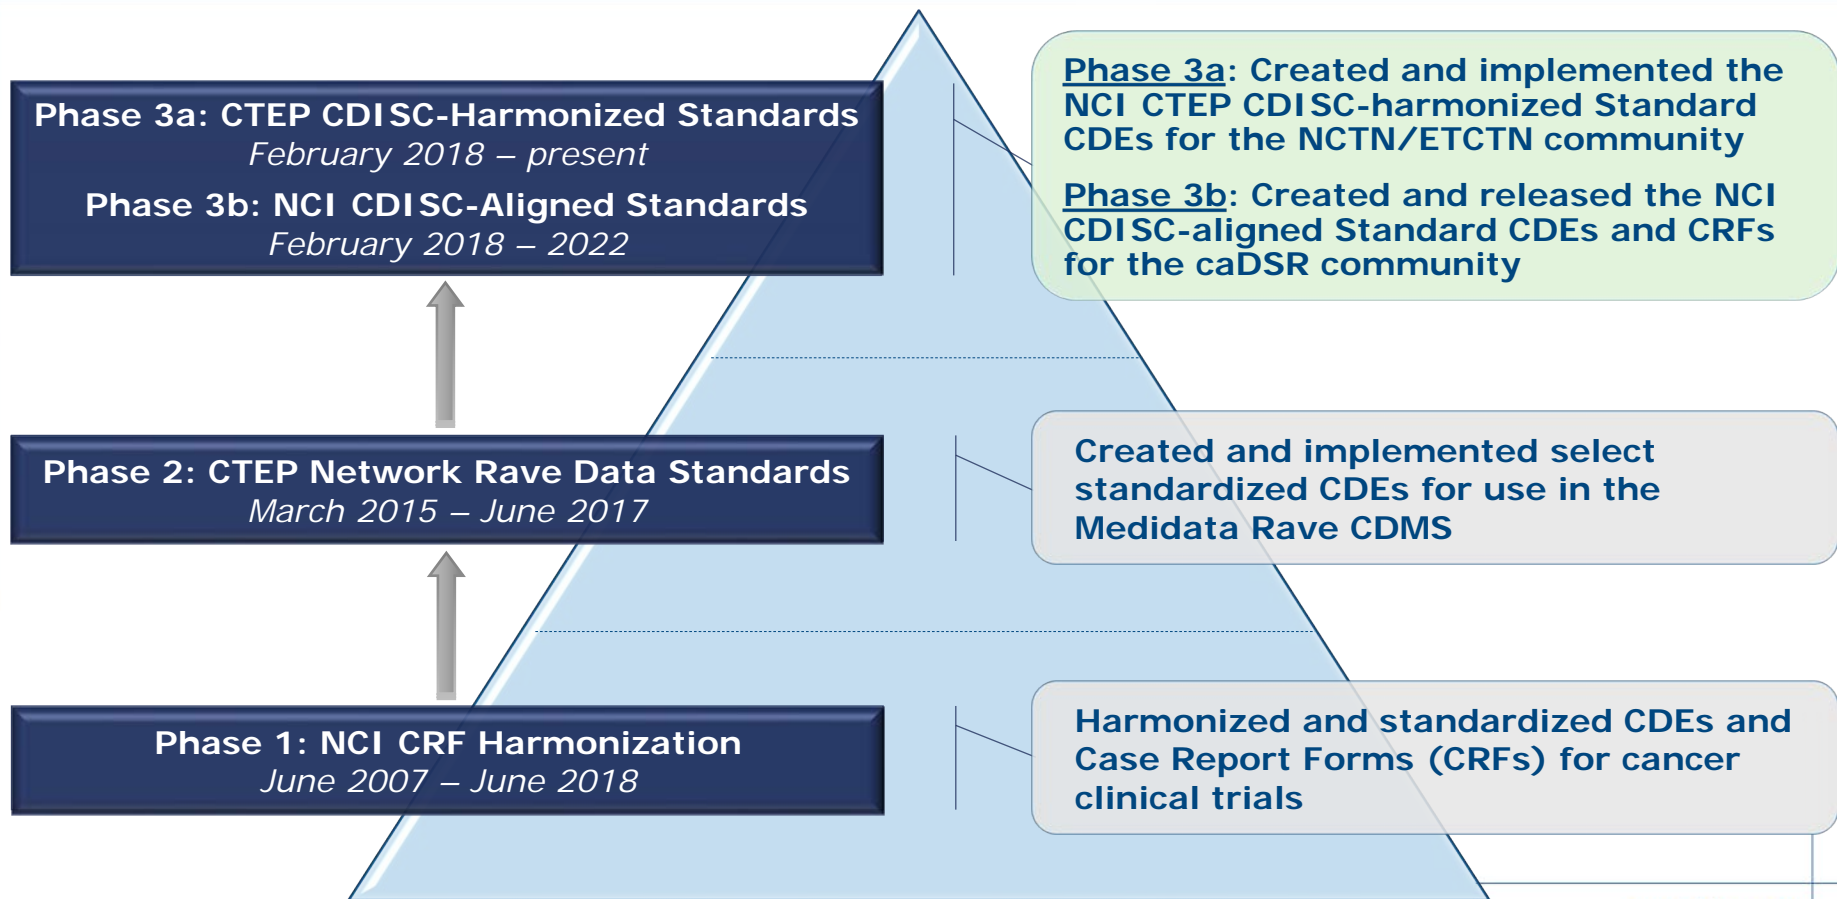 Phase 3a: CTEP CDISC-Harmonized Standards
February 2018 – present
Phase 3b: NCI CDISC-Aligned Standards
February 2018 – 2022
Phase 3a: Created and implemented the
NCI CTEP CDISC-harmonized Standard
CDEs for the NCTN/ETCTN community
Phase 3b: Created and released the NCI
CDISC-aligned Standard CDEs and CRFs
for the caDSR community
Phase 2: CTEP Network Rave Data Standards
March 2015 – June 2017
Created and implemented select
standardized CDEs for use in the
Medidata Rave CDMS
Phase 1: NCI CRF Harmonization
June 2007 – June 2018
Harmonized and standardized CDEs and
Case Report Forms (CRFs) for cancer
clinical trials